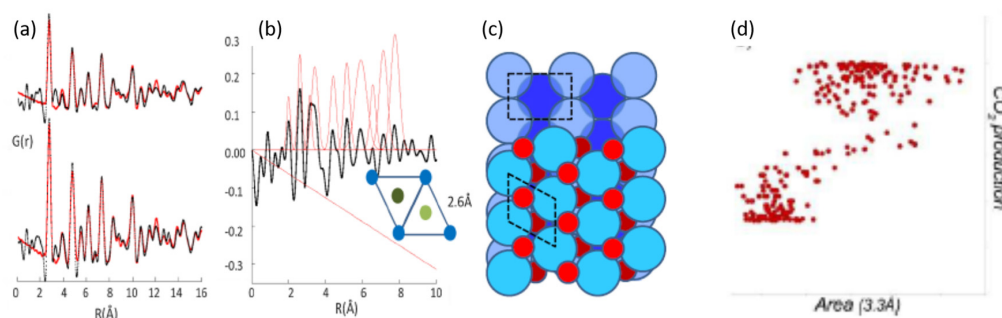 (a)
G(r)
0 2 4 6 8 10 12 14 16
R(Å)
(b)
0.3
0.2
0.1
0.00
-0.1
-0.2
-0.3
2.6Å
0 2 4 6 8 10
R(Å)
(c)
(d)
CO2 production
Area (3.3Å)